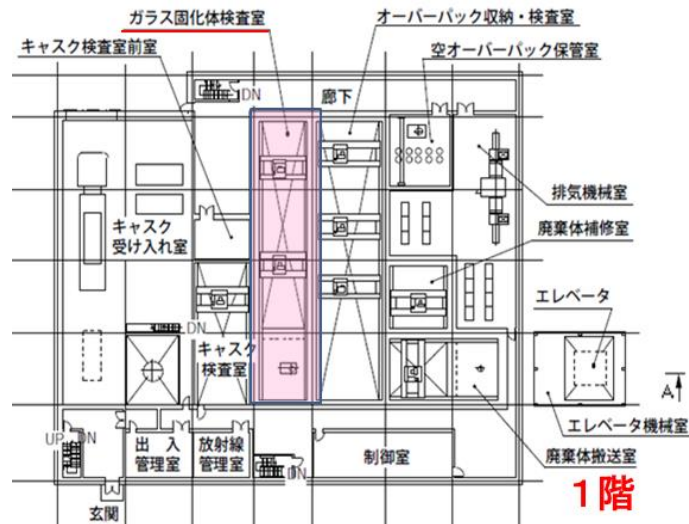 ガラス固化体検査室
オーバーパック収納・検査室
キャスク検査室前室
空オーバーパック保管室
DN
廊下
排気機械室
キャスク
受け入れ室
廃棄体補修室
エレベータ
DN
キャスク
検査室
A
エレベータ機械室
UP
DN
出入
管理室
放射線
管理室
制御室
廃棄体搬送室
DN
1階
玄関